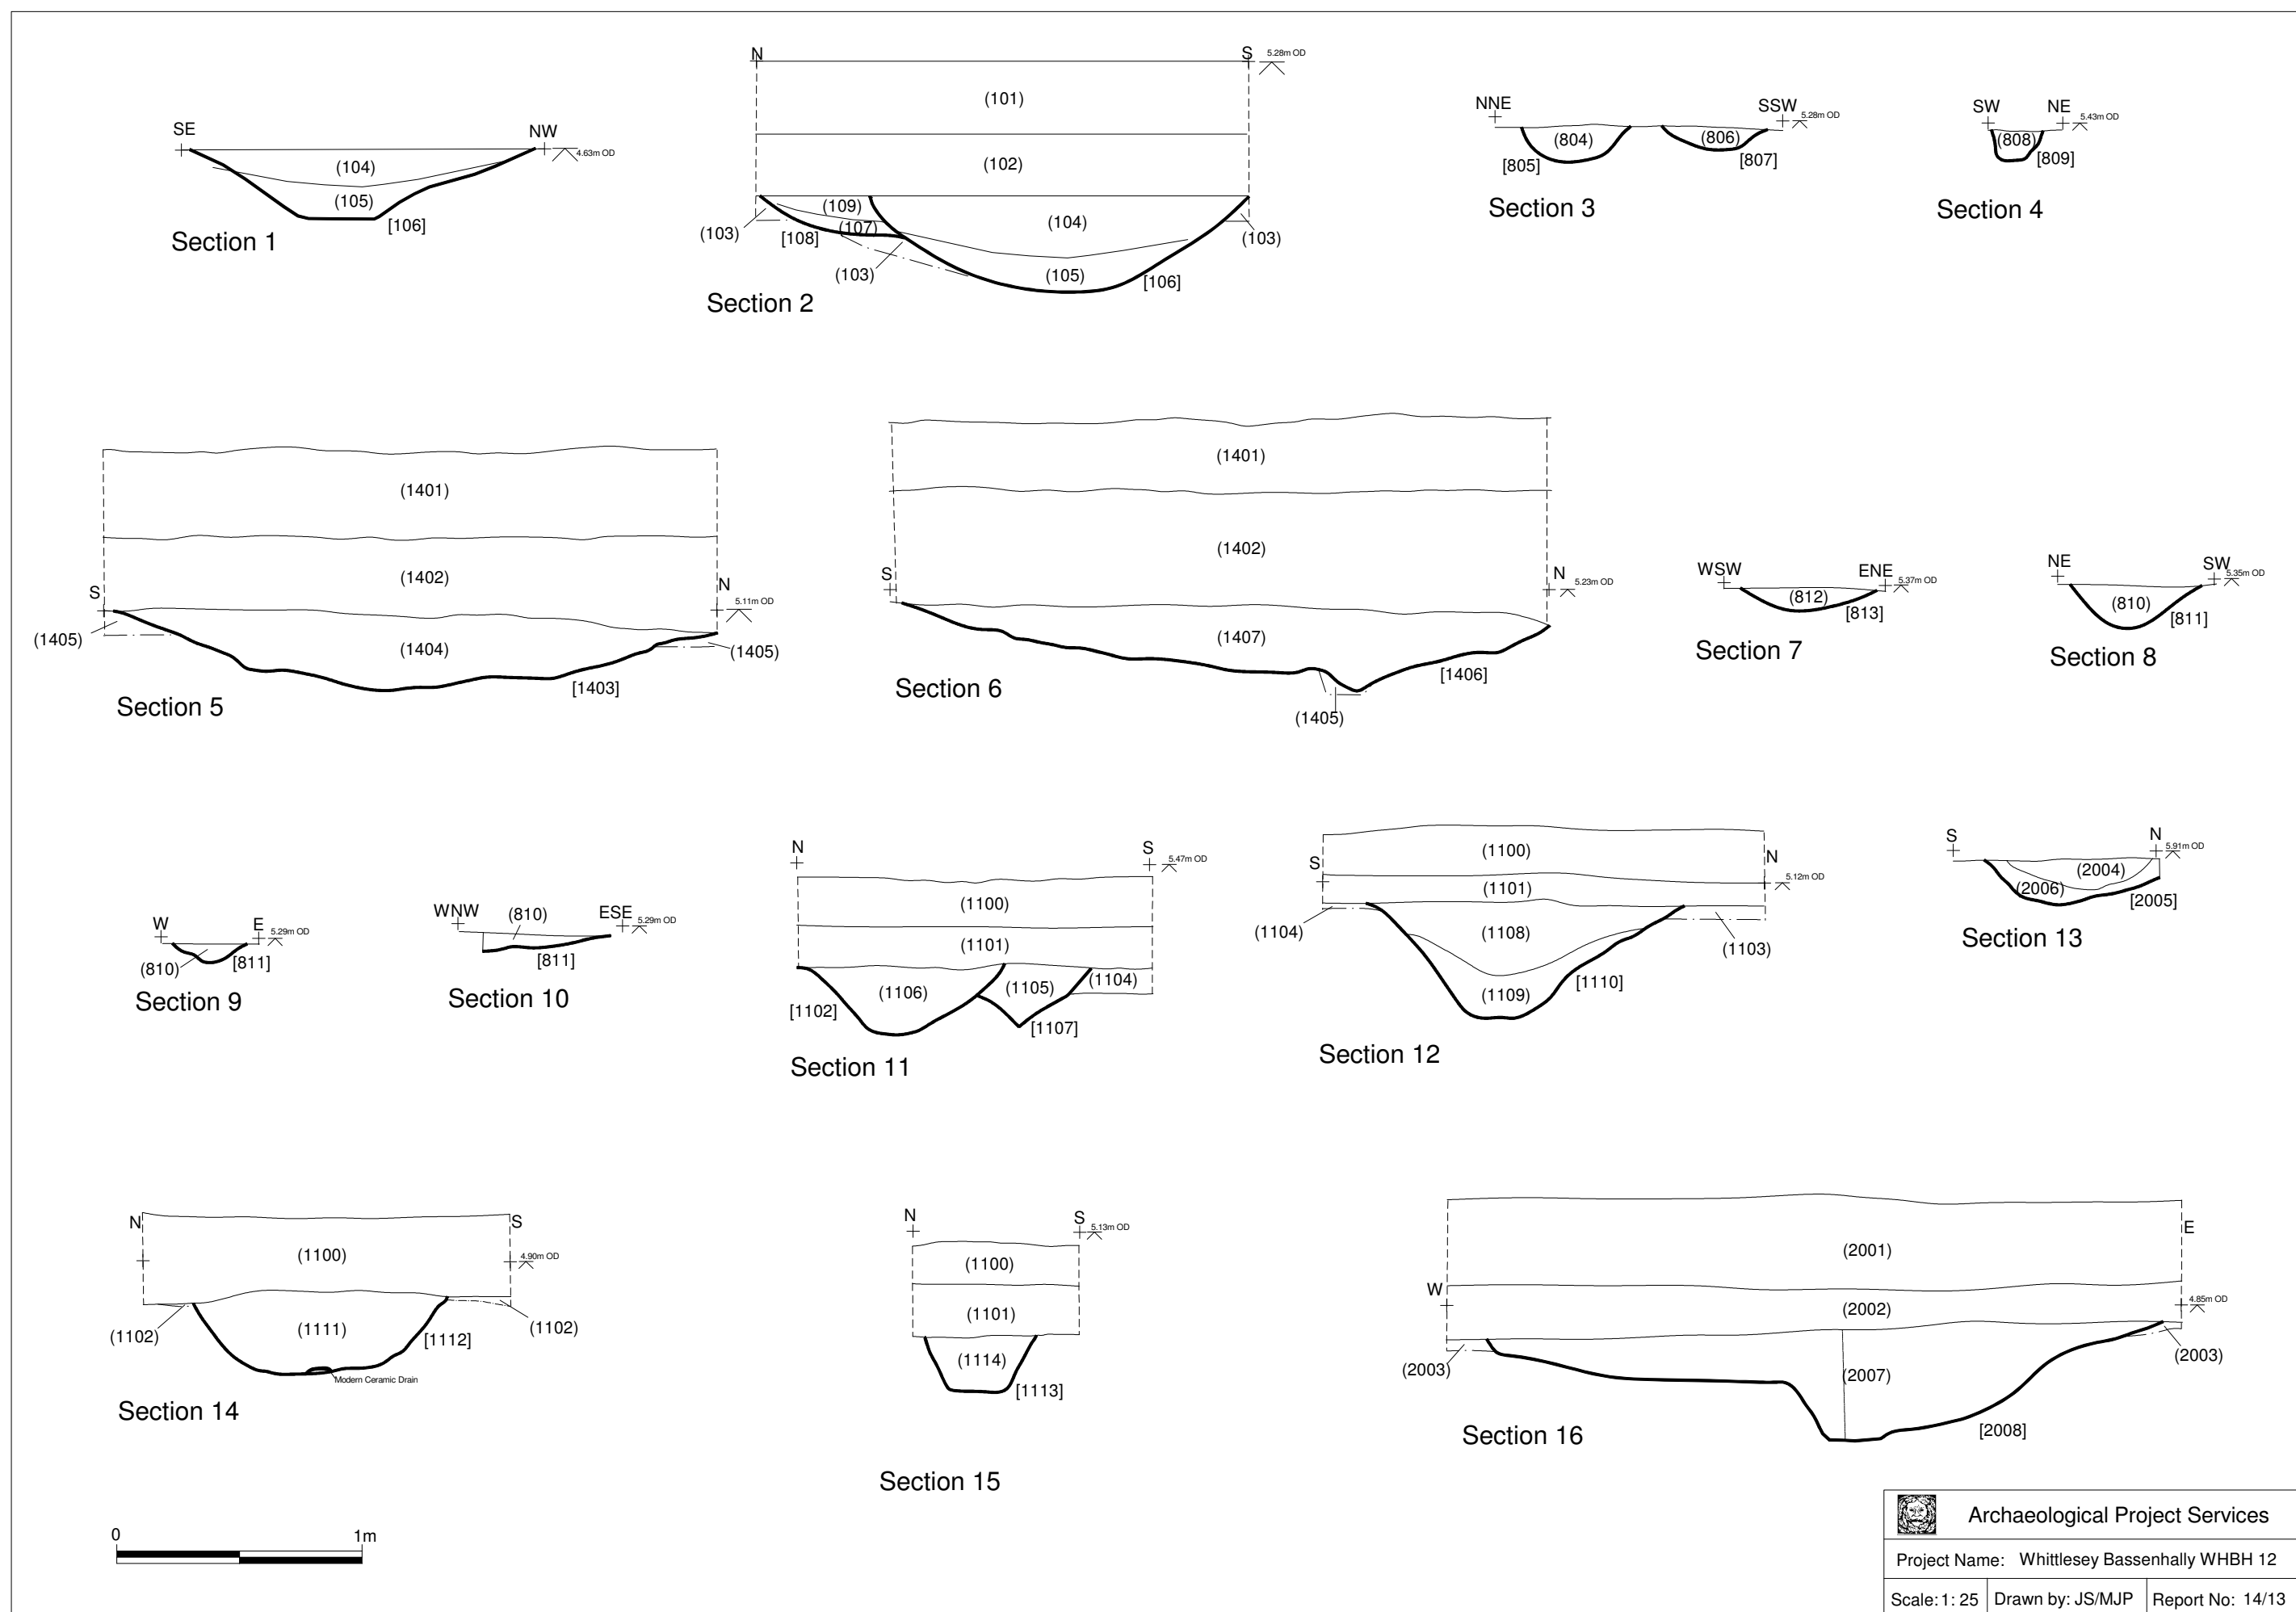 SE
NW
4.63m OD
(104)
(105)
[106]
Section 1
N
S
5.28m OD
(101)
(102)
(109)
(107)
(104)
(103)
[108]
(103)
(103)
(105)
[106]
Section 2
NNE
SSW
5.28m OD
(804)
(806)
[805]
[807]
Section 3
SW
NE
5.43m OD
(808)
[809]
Section 4
(1401)
(1402)
S
N
5.11m OD
(1405)
(1404)
(1405)
[1403]
Section 5
(1401)
(1402)
S
N
5.23m OD
(1407)
[1406]
(1405)
Section 6
WSW
ENE
5.37m OD
(812)
[813]
Section 7
NE
SW
5.35m OD
(810)
[811]
Section 8
W
E
5.29m OD
(810)
[811]
Section 9
WNW
(810)
ESE
5.29m OD
[811]
Section 10
N
S
5.47m OD
(1100)
(1101)
(1106)
(1105)
(1104)
[1102]
[1107]
Section 11
(1100)
S
N
(1101)
5.12m OD
(1104)
(1108)
(1103)
(1109)
[1110]
Section 12
S
N
5.91m OD
(2004)
(2006)
[2005]
Section 13
N
S
(1100)
4.90m OD
(1102)
(1111)
[1112]
(1102)
Modern Ceramic Drain
Section 14
N
S
5.13m OD
(1100)
(1101)
(1114)
[1113]
Section 15
E
(2001)
W
(2002)
4.85m OD
(2003)
(2007)
(2003)
[2008]
Section 16
0
1m
Archaeological Project Services
Project Name: Whittlesey Bassenhally WHBH 12
Scale: 1: 25
Drawn by: JS/MJP
Report No: 14/13